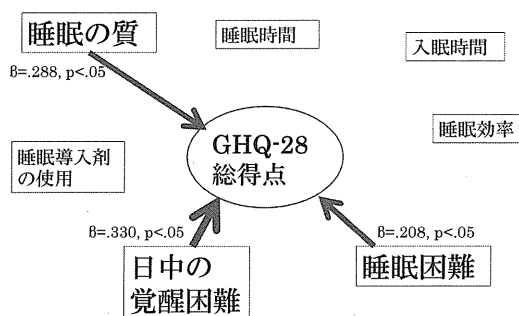 睡眠の質
睡眠時間
入眠時間
β=.288, p<.05
睡眠効率
GHQ-28
総得点
睡眠導入剤
の使用
β=.330, p<.05
β=.208, p<.05
日中の
覚醒困難
睡眠困難